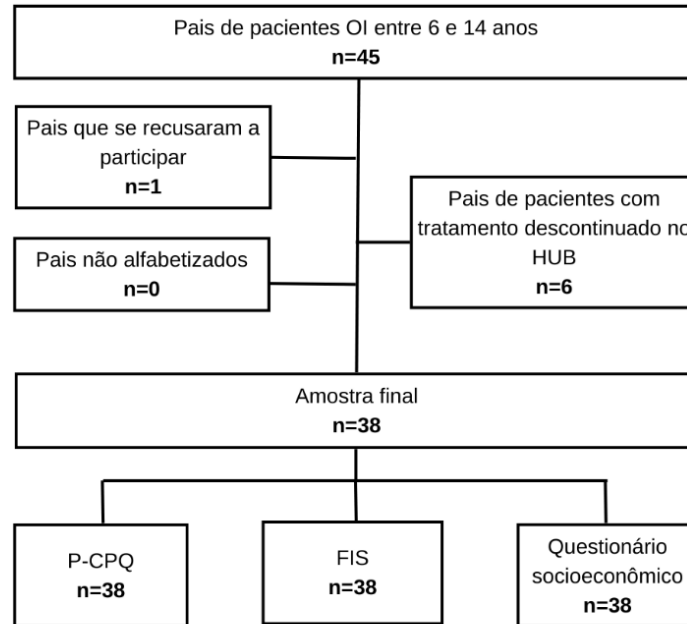 Pais de pacientes OI entre 6 e 14 anos
n=45
Pais que se recusaram a
participar
n=1
Pais de pacientes com
tratamento descontinuado no
HUB
n=6
Pais não alfabetizados
n=0
Amostra final
n=38
P-CPQ
n=38
FIS
n=38
Questionário
socioeconômico
n=38